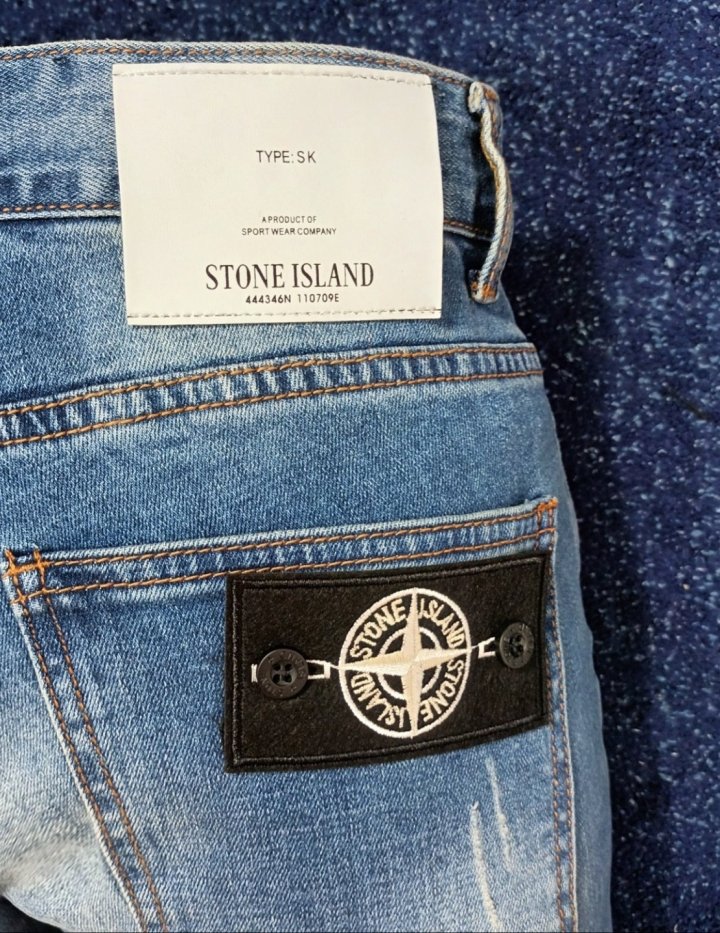 TYPE: SK
A PRODUCT OF
SPORT WEAR COMPANY
STONE ISLAND
444346N 110709E
STONE ISLAND
STONE ISLAND